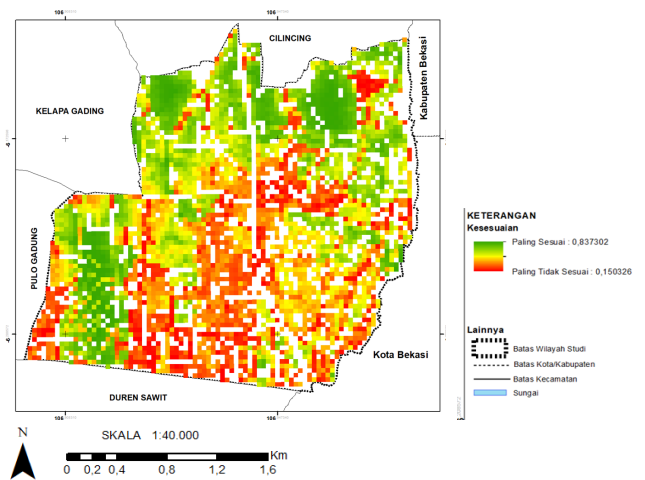 106
106
CILINCING
Kabupaten Bekasi
KELAPA GADING
PULO GADUNG
Kota Bekasi
DUREN SAWIT
106
106
KETERANGAN
Kesesuaian
Paling Sesuai : 0,837302
Paling Tidak Sesuai : 0,150326
Lainnya
Batas Wilayah Studi
Batas Kota/Kabupaten
Batas Kecamatan
Sungai
N
SKALA 1:40.000
0 0,2 0,4 0,8 1,2 1,6 Km